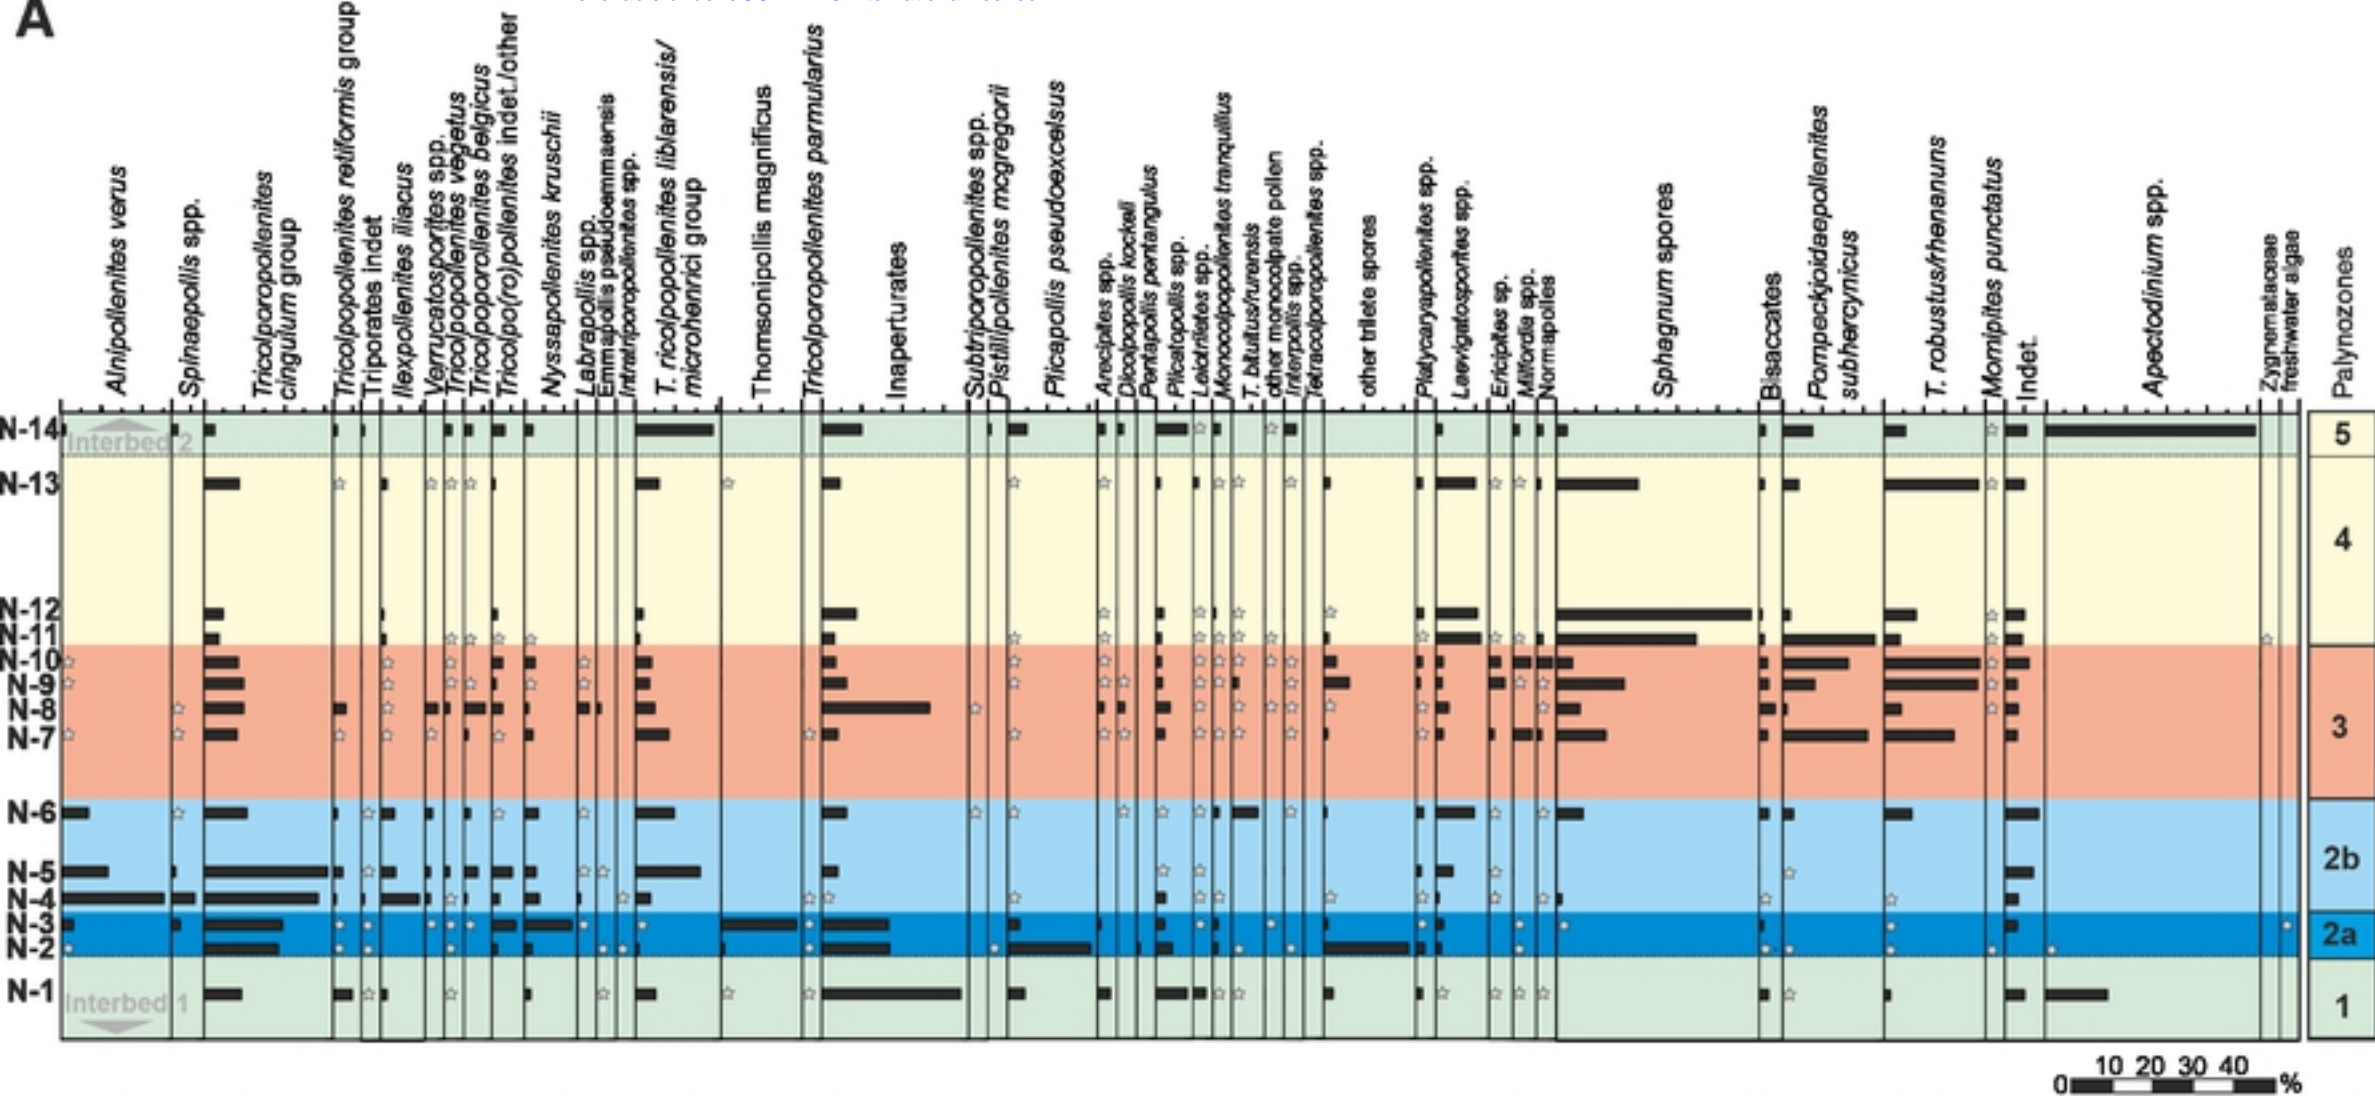 A
Alnipollenites verus
Spinaepollis spp.
Tricolporopollenites
cingulum group
Tricolpopollenites retiformis group
Triporates indet
Ilexpollenites iliacus
Verrucatosporites spp.
Tricolpopollenites vegetus
Tricolpoporollenites belgicus
Tricolpo(ro)pollenites indet./other
Nyssapollenites kruschii
Labrapollis spp.
Emmapollis pseudoemmaensis
Intratriporopollenites spp.
T. ricolpopollenites liblarensis/
microhenrici group
Thomsonipollis magnificus
Tricolporopollenites parmularius
Inaperturates
Subtriporopollenites spp.
Pistillipollenites mcgregorii
Plicapollis pseudoexcelsus
Arecipites spp.
Dicolpopollis kockeli
Pentapollis pentangulus
Plicatopollis spp.
Leiotriletes spp.
Monocolpopollenites tranquillus
T. bituitus/rurensis
other monocolpate pollen
Interpollis spp.
Tetracolporopollenites spp.
other trilete spores
Platycaryapollenites spp.
Laevigatosporites spp.
Ericipites sp.
Milfordia spp.
Normapolles
Sphagnum spores
Bisaccates
Pompeckjoidaepollenites
subhercynicus
T. robustus/rhenanuns
Momipites punctatus
Indet.
Apectodinium spp.
Zygnemataceae
freshwater algae
Palynozones
N-14
Interbed 2
5
N-13
4
N-12
N-11
N-10
N-9
N-8
N-7
3
N-6
2b
N-5
N-4
N-3
2a
N-2
N-1
Interbed 1
1
0 10 20 30 40 %